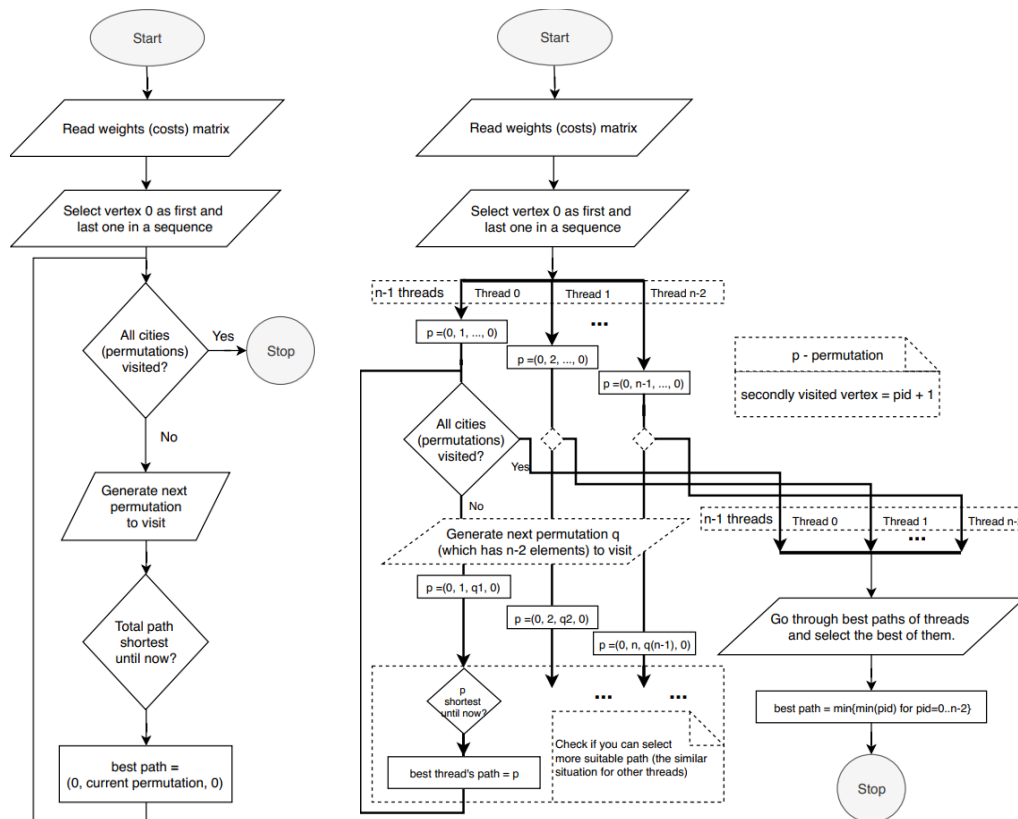 Start
Read weights (costs) matrix
Select vertex 0 as first and
last one in a sequence
All cities
(permutations)
visited?
Yes
Stop
No
Generate next
permutation
to visit
Total path
shortest
until now?
best path =
(0, current permutation, 0)
Start
Read weights (costs) matrix
Select vertex 0 as first and
last one in a sequence
n-1 threads
Thread 0
Thread 1
Thread n-2
...
p =(0, 1, ..., 0)
p =(0, 2, ..., 0)
p =(0, n-1, ..., 0)
p - permutation
secondly visited vertex = pid + 1
All cities
(permutations)
visited?
Yes
No
Generate next permutation q
(which has n-2 elements) to visit
p =(0, 1, q1, 0)
p =(0, 2, q2, 0)
p =(0, n, q(n-1), 0)
p
shortest
until now?
... ...
best thread's path = p
Check if you can select
more suitable path (the similar
situation for other threads)
n-1 threads
Thread 0
Thread 1
Thread n-
...
Go through best paths of threads
and select the best of them.
best path = min{min(pid) for pid=0..n-2}
Stop